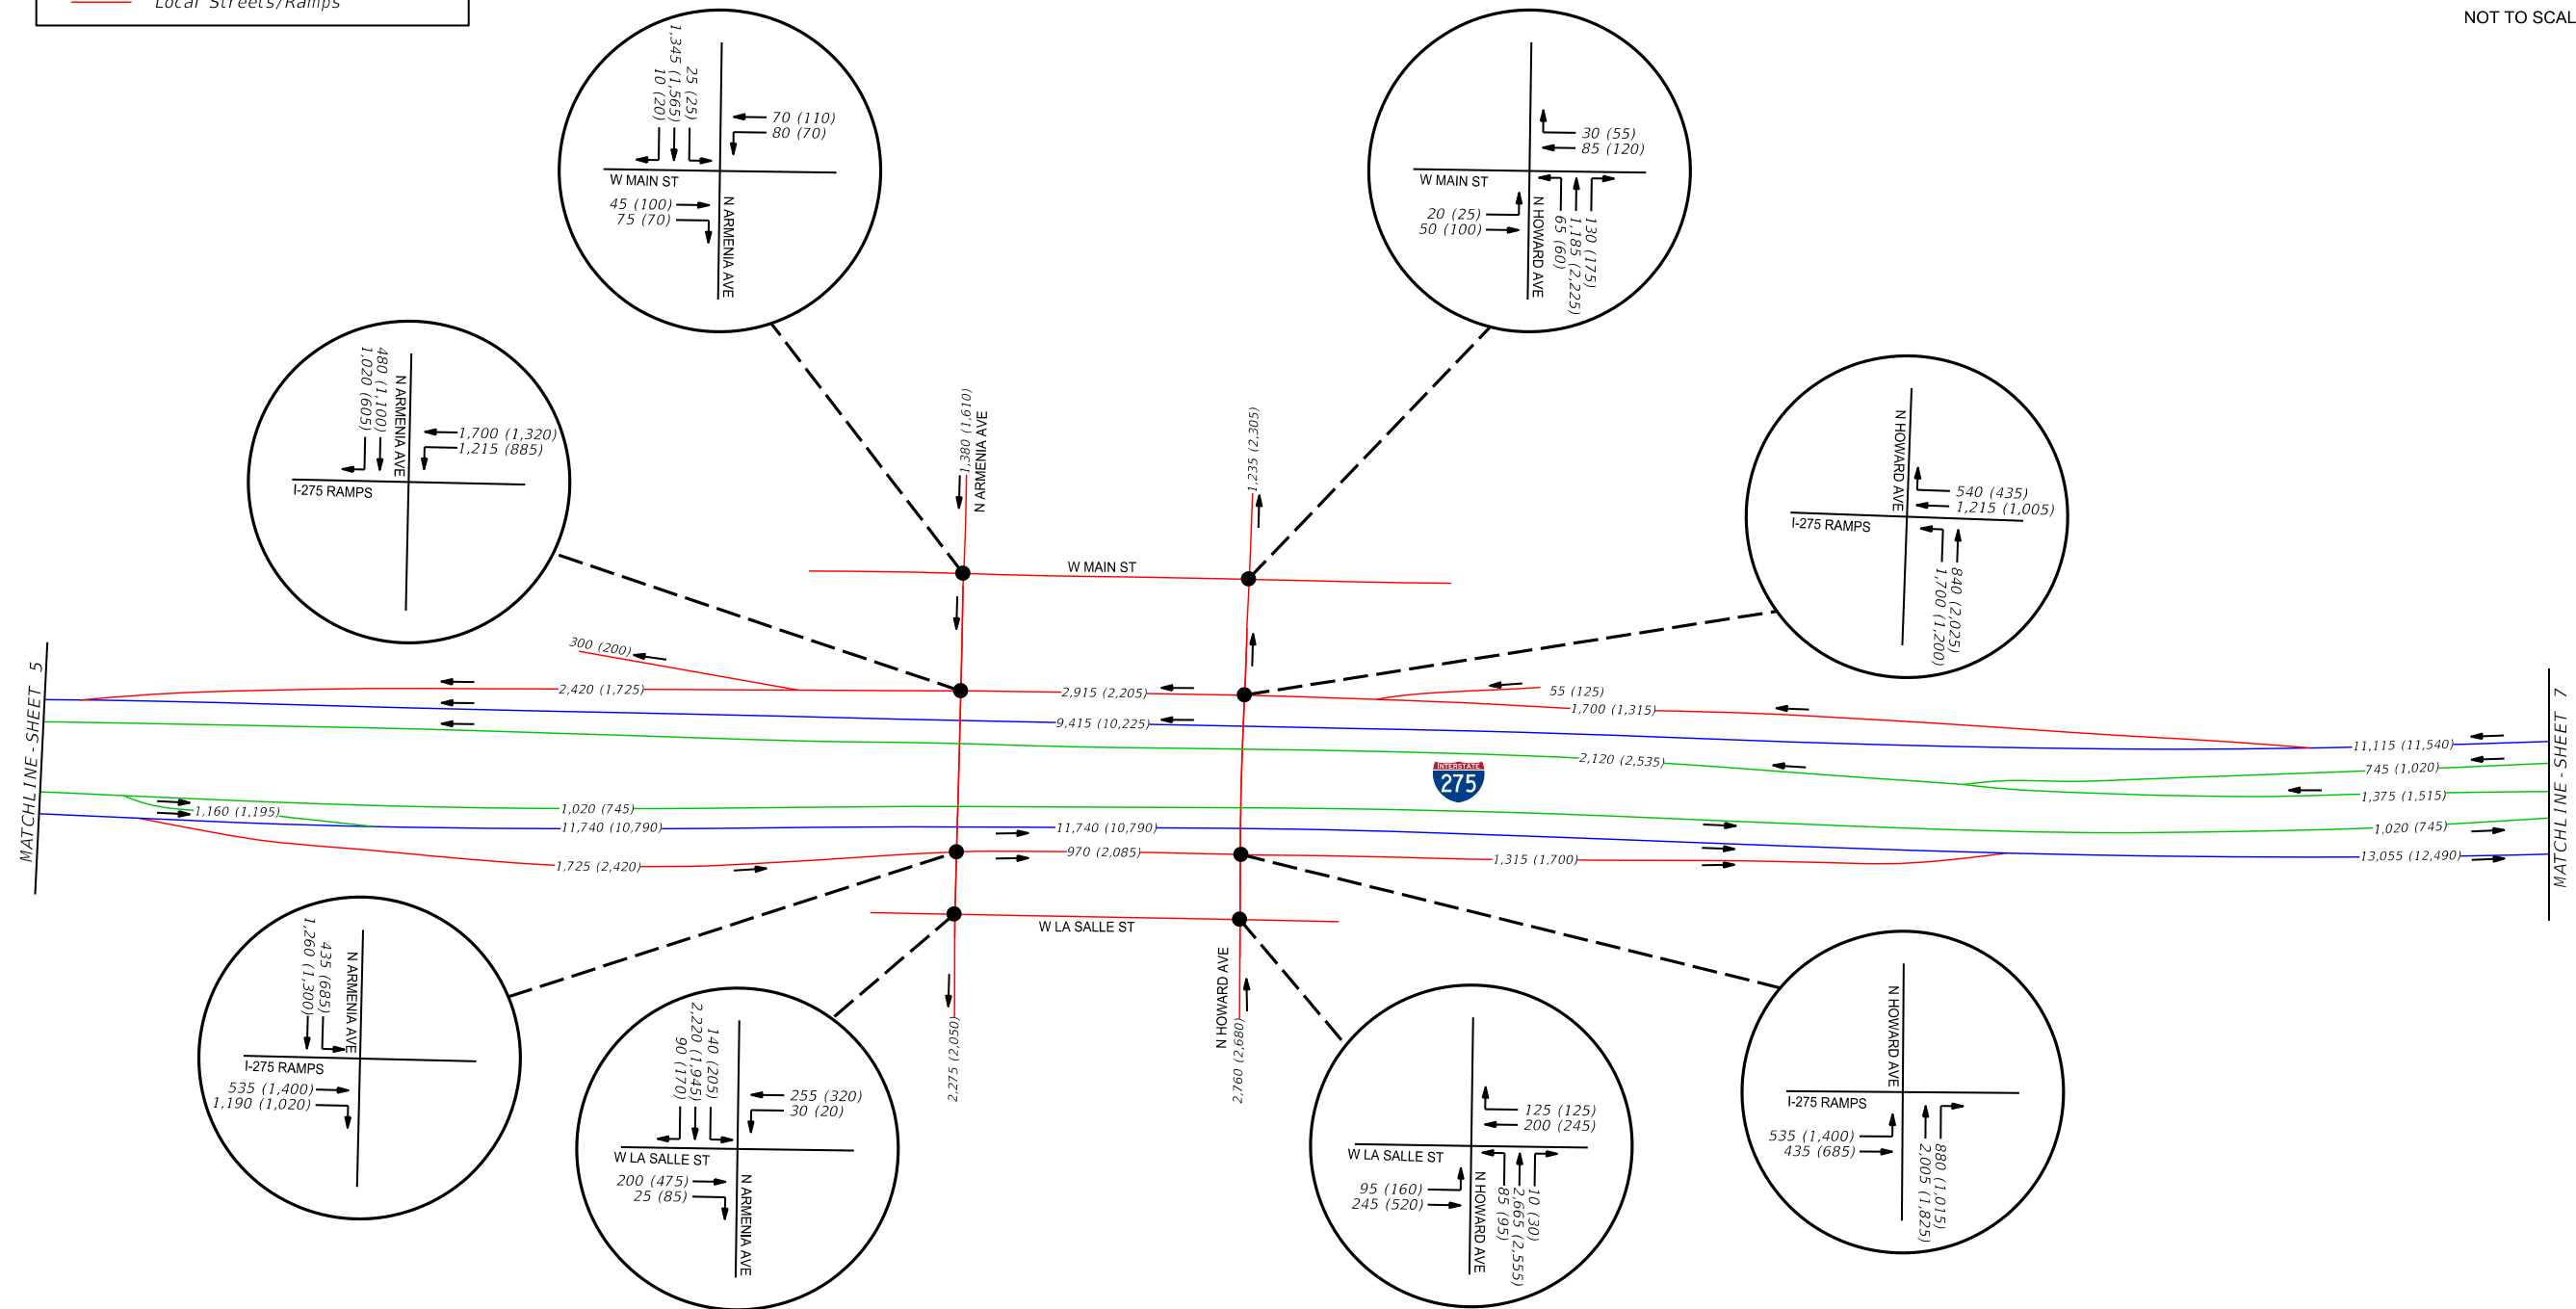 Local Streets/Ramps
NOT TO SCAL
25 (25)
1,345 (1,565)
10 (20)
70 (110)
80 (70)
W MAIN ST
45 (100)
75 (70)
N ARMENIA AVE
30 (55)
85 (120)
W MAIN ST
20 (25)
50 (100)
N HOWARD AVE
130 (175)
1,185 (2,225)
65 (60)
480 (1,100)
1,020 (605)
N ARMENIA AVE
1,700 (1,320)
1,215 (885)
I-275 RAMPS
N HOWARD AVE
540 (435)
1,215 (1,005)
I-275 RAMPS
840 (2,025)
1,700 (1,200)
1,380 (1,610)
N ARMENIA AVE
1,235 (2,305)
W MAIN ST
MATCHLINE-SHEET 5
300 (200)
2,420 (1,725)
2,915 (2,205)
55 (125)
1,700 (1,315)
9,415 (10,225)
11,115 (11,540)
2,120 (2,535)
745 (1,020)
1,375 (1,515)
INTERSTATE
275
MATCHLINE-SHEET 7
1,160 (1,195)
1,020 (745)
1,020 (745)
11,740 (10,790)
11,740 (10,790)
13,055 (12,490)
1,725 (2,420)
970 (2,085)
1,315 (1,700)
W LA SALLE ST
N HOWARD AVE
2,275 (2,050)
2,760 (2,680)
435 (685)
1,260 (1,300)
N ARMENIA AVE
I-275 RAMPS
535 (1,400)
1,190 (1,020)
140 (205)
2,220 (1,945)
90 (170)
255 (320)
30 (20)
W LA SALLE ST
200 (475)
25 (85)
N ARMENIA AVE
125 (125)
200 (245)
W LA SALLE ST
95 (160)
245 (520)
N HOWARD AVE
10 (30)
2,665 (2,555)
85 (95)
N HOWARD AVE
I-275 RAMPS
535 (1,400)
435 (685)
880 (1,015)
2,005 (1,825)